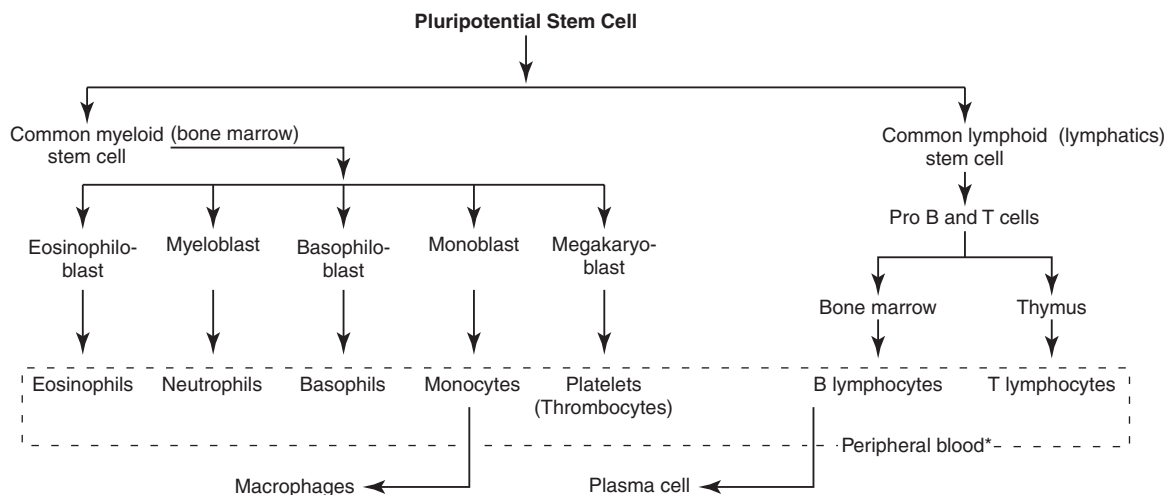 Pluripotential Stem Cell
Common myeloid (bone marrow)
stem cell
Common lymphoid (lymphatics)
stem cell
Pro B and T cells
Eosinophilo-
blast
Myeloblast
Basophilo-
blast
Monoblast
Megakaryo-
blast
Bone marrow
Thymus
Eosinophils
Neutrophils
Basophils
Monocytes
Platelets
(Thrombocytes)
B lymphocytes
T lymphocytes
Peripheral blood*
Macrophages
Plasma cell